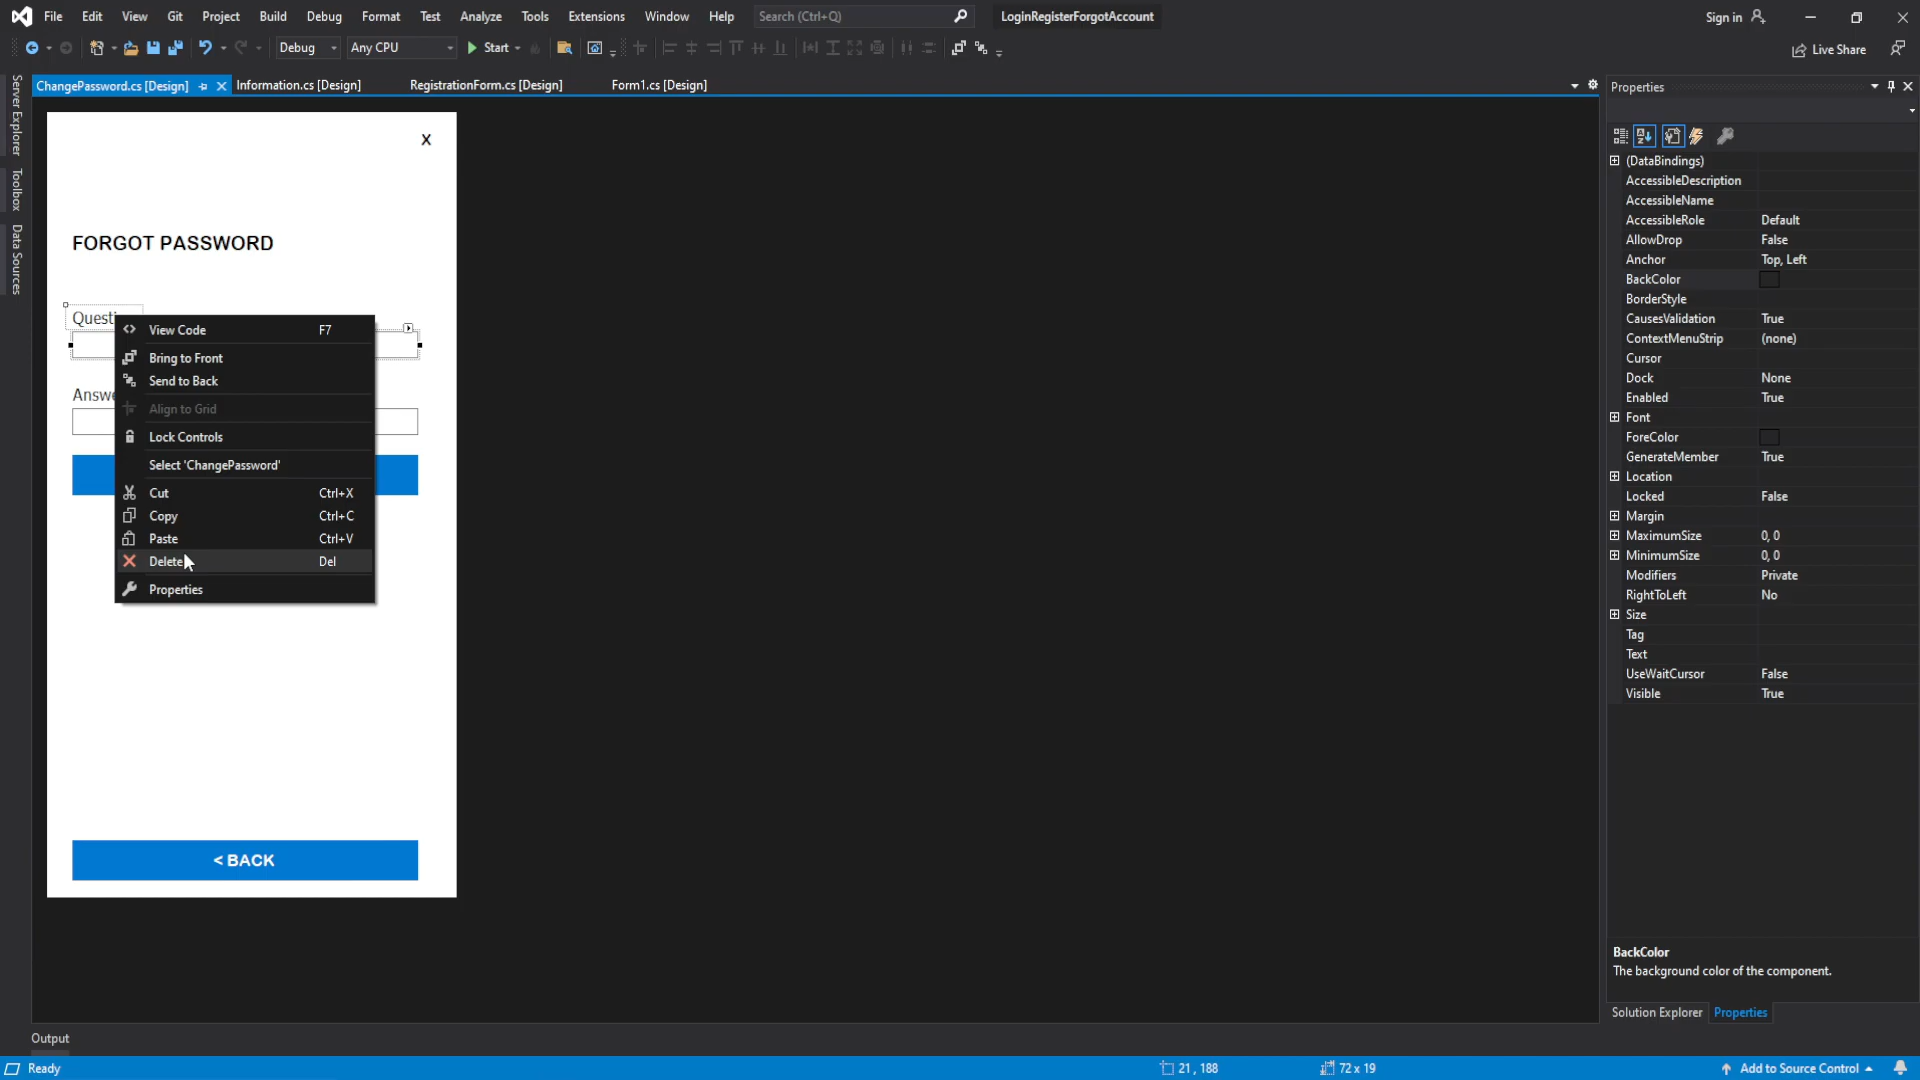 File Edit View Git Project Build Debug Format Test Analyze Tools Extensions Window Help Search (Ctrl+Q) LoginRegisterForgotAccount Sign in
Debug Any CPU Start Live Share
ChangePassword.cs [Design] Information.cs [Design] RegistrationForm.cs [Design] Form1.cs [Design]
Server Explorer
Toolbox
Data Sources
X
FORGOT PASSWORD
View Code F7
Bring to Front
Send to Back
Align to Grid
Lock Controls
Select 'ChangePassword'
Cut Ctrl+X
Copy Ctrl+C
Paste Ctrl+V
Delete Del
Properties
< BACK
Properties
(DataBindings)
AccessibleDescription
AccessibleName
AccessibleRole Default
AllowDrop False
Anchor Top, Left
BackColor
BorderStyle
CausesValidation True
ContextMenuStrip (none)
Cursor
Dock None
Enabled True
Font
ForeColor
GenerateMember True
Location
Locked False
Margin
MaximumSize 0, 0
MinimumSize 0, 0
Modifiers Private
RightToLeft No
Size
Tag
Text
UseWaitCursor False
Visible True
BackColor
The background color of the component.
Solution Explorer Properties
Output
Ready 21 , 188 72 x 19 Add to Source Control